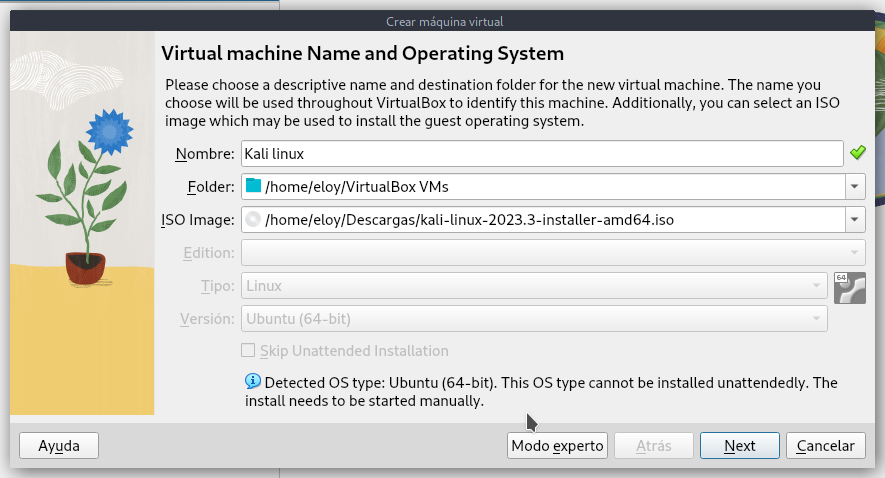 Crear máquina virtual
Virtual machine Name and Operating System
Please choose a descriptive name and destination folder for the new virtual machine. The name you
choose will be used throughout VirtualBox to identify this machine. Additionally, you can select an ISO
image which may be used to install the guest operating system.
Nombre: Kali linux
Folder: /home/eloy/VirtualBox VMs
ISO Image: /home/eloy/Descargas/kali-linux-2023.3-installer-amd64.iso
Edition:
Tipo: Linux 64
Versión: Ubuntu (64-bit)
Skip Unattended Installation
Detected OS type: Ubuntu (64-bit). This OS type cannot be installed unattendedly. The
install needs to be started manually.
Ayuda Modo experto Atrás Next Cancelar